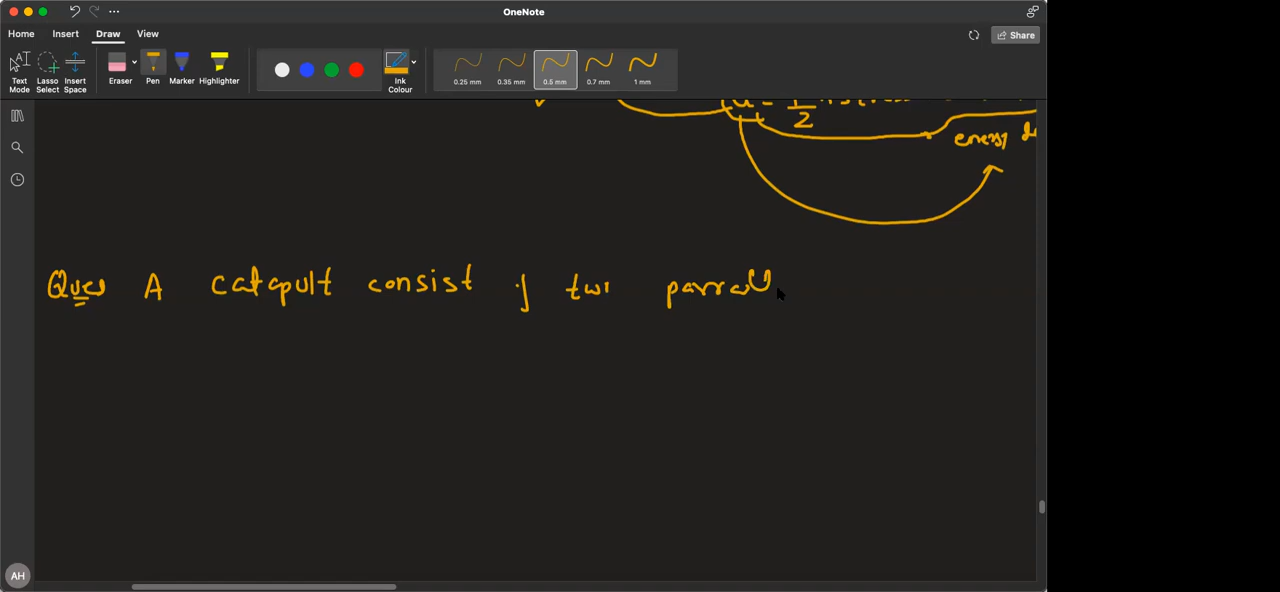 OneNote
Home Insert Draw View
Share
Text Mode
Lasso Select
Insert Space
Eraser
Pen
Marker
Highlighter
Ink Colour
0.25 mm
0.35 mm
0.5 mm
0.7 mm
1 mm
u = 1/2
energy
Ques A catapult consist of two parrall
AH